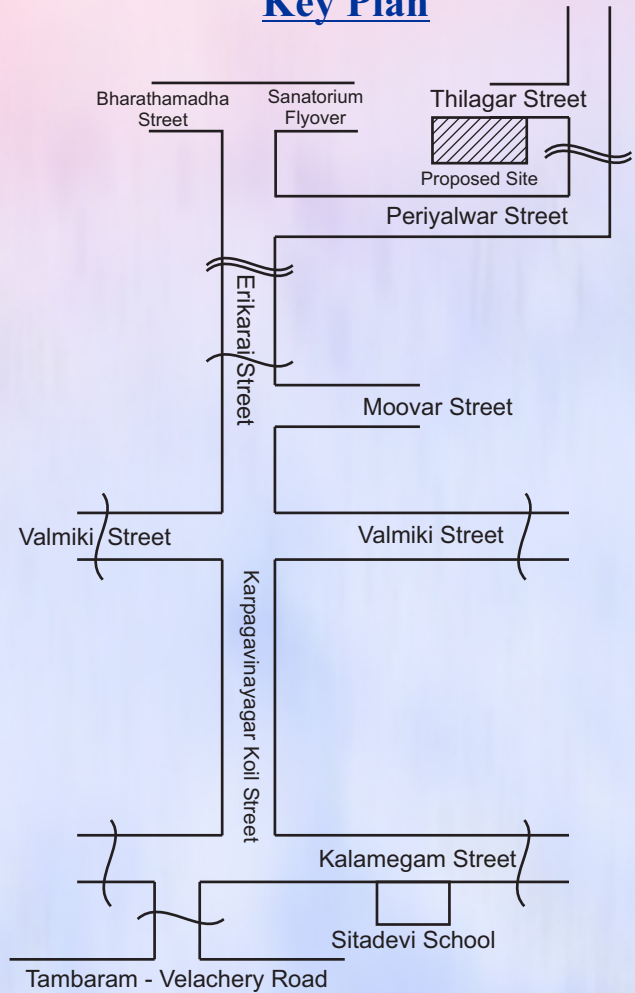 Key Plan
Bharathamadha
Street
Sanatorium
Flyover
Thilagar Street
Proposed Site
Periyalwar Street
Erikarai Street
Moovar Street
Valmiki Street
Valmiki Street
Karpagavinayagar Koil Street
Kalamegam Street
Sitadevi School
Tambaram - Velachery Road